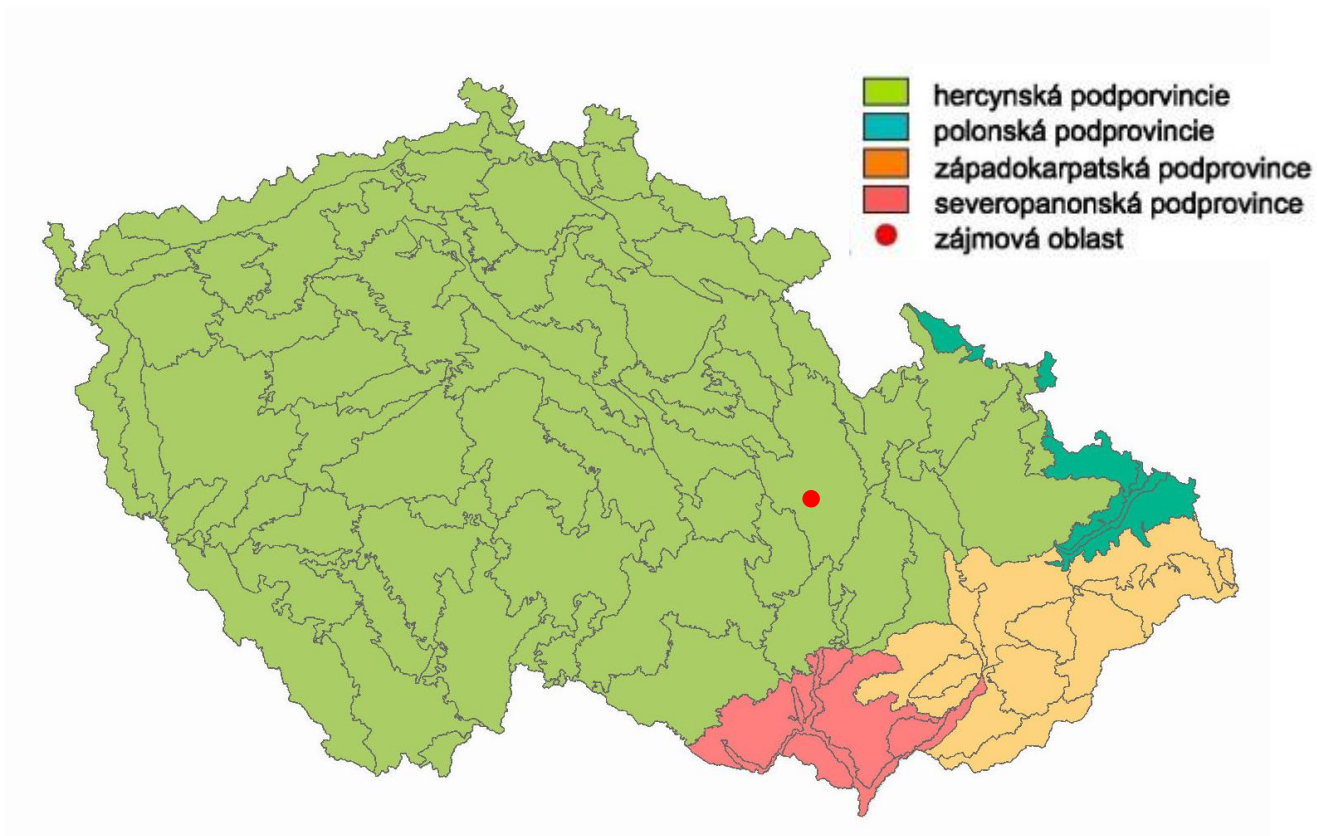 hercynská podporvincie
polonská podprovincie
západokarpatská podprovince
severopanonská podprovince
zájmová oblast